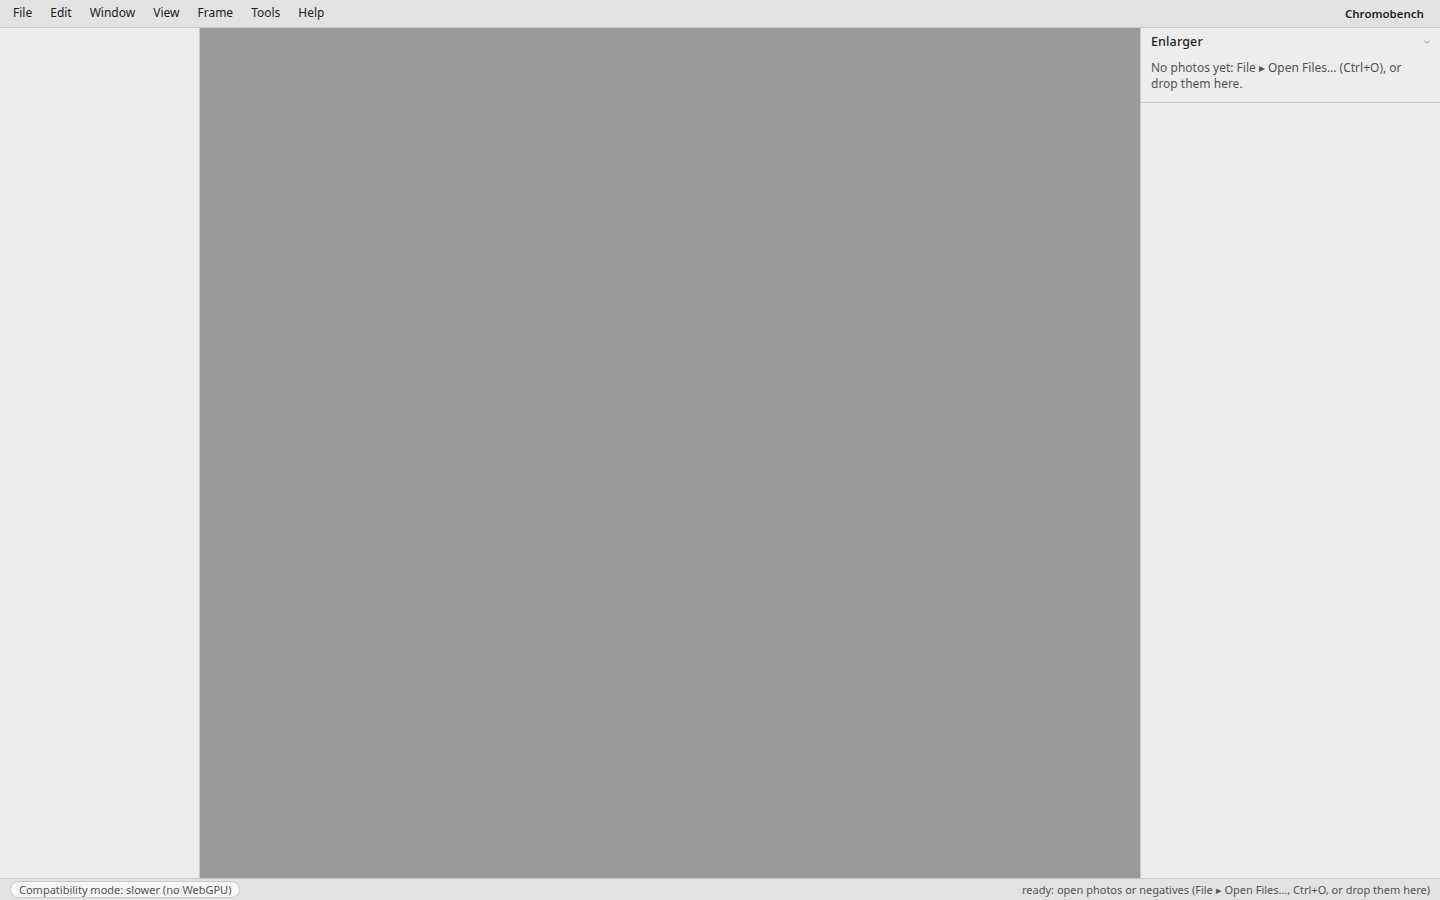 File Edit Window View Frame Tools Help Chromobench
Enlarger
No photos yet: File ▸ Open Files... (Ctrl+O), or
drop them here.
Compatibility mode: slower (no WebGPU)
ready: open photos or negatives (File ▸ Open Files..., Ctrl+O, or drop them here)